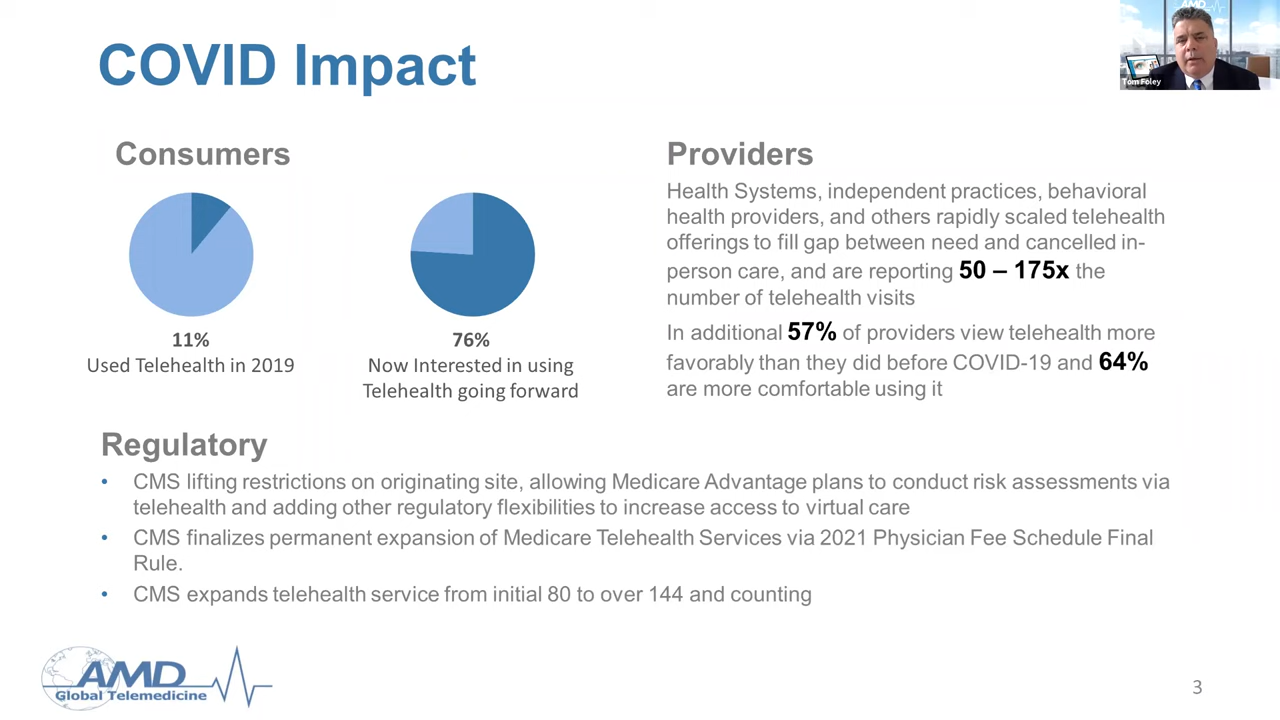 COVID Impact
AMD
Tom Foley
Consumers
11%
Used Telehealth in 2019
76%
Now Interested in using
Telehealth going forward
Providers
Health Systems, independent practices, behavioral
health providers, and others rapidly scaled telehealth
offerings to fill gap between need and cancelled in-
person care, and are reporting 50 – 175x the
number of telehealth visits
In additional 57% of providers view telehealth more
favorably than they did before COVID-19 and 64%
are more comfortable using it
Regulatory
• CMS lifting restrictions on originating site, allowing Medicare Advantage plans to conduct risk assessments via
telehealth and adding other regulatory flexibilities to increase access to virtual care
• CMS finalizes permanent expansion of Medicare Telehealth Services via 2021 Physician Fee Schedule Final
Rule.
• CMS expands telehealth service from initial 80 to over 144 and counting
AMD
Global Telemedicine
3